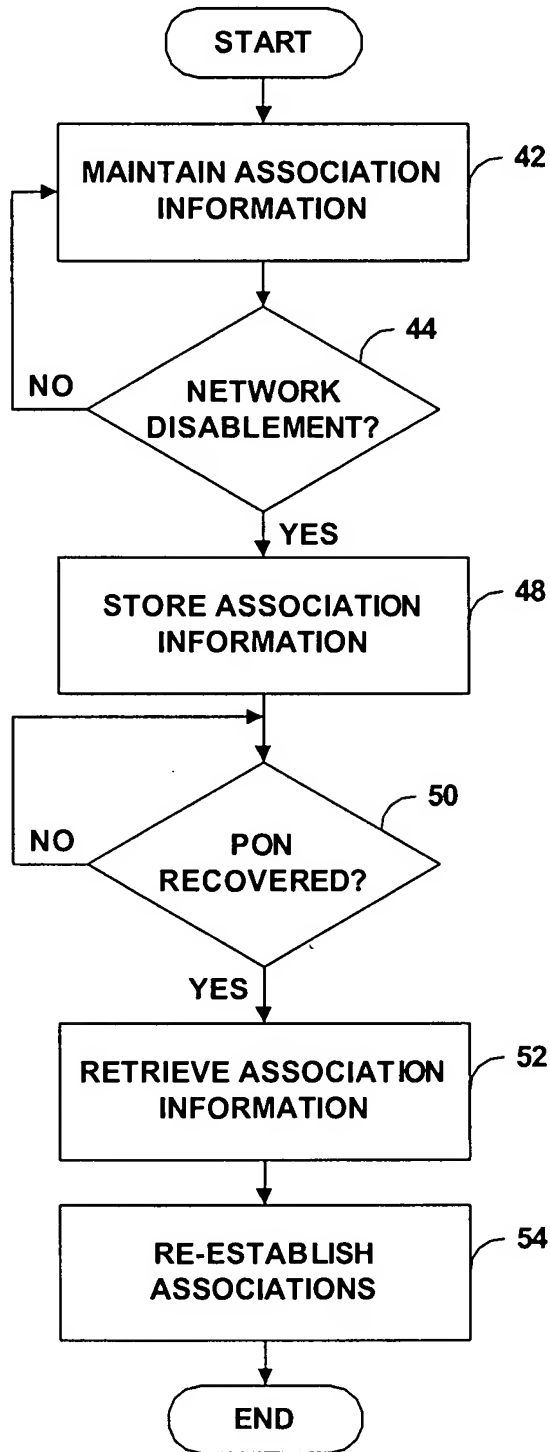 START
MAINTAIN ASSOCIATION
INFORMATION
42
44
NETWORK
DISABLEMENT?
NO
YES
STORE ASSOCIATION
INFORMATION
48
50
PON
RECOVERED?
NO
YES
RETRIEVE ASSOCIATION
INFORMATION
52
RE-ESTABLISH
ASSOCIATIONS
54
END